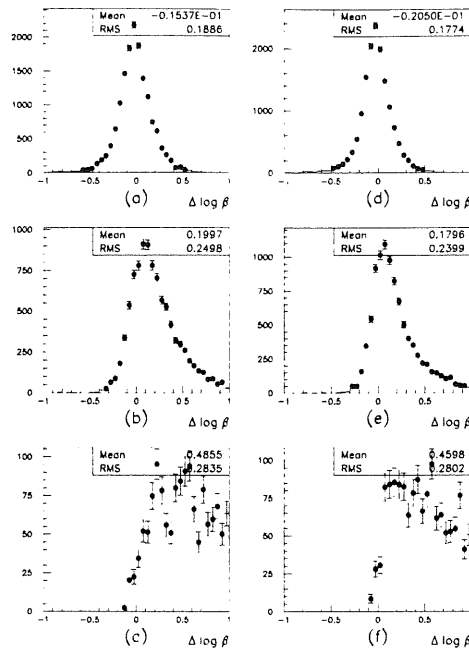 Mean -0.1537E-01
RMS 0.1886
2000
1500
1000
500
0
-1 -0.5 0 0.5 1
(a) Δ log β
Mean -0.2050E-01
RMS 0.1774
2000
1000
0
-1 -0.5 0 0.5 1
(d) Δ log β
Mean 0.1997
RMS 0.2498
750
500
250
0
-1 -0.5 0 0.5 1
(b) Δ log β
Mean 0.1796
RMS 0.2399
1000
750
500
250
0
-1 -0.5 0 0.5 1
(e) Δ log β
Mean 0.4855
RMS 0.2835
100
75
50
25
0
-1 -0.5 0 0.5 1
(c) Δ log β
Mean 0.4598
RMS 0.2802
100
75
50
25
0
-1 -0.5 0 0.5 1
(f) Δ log β